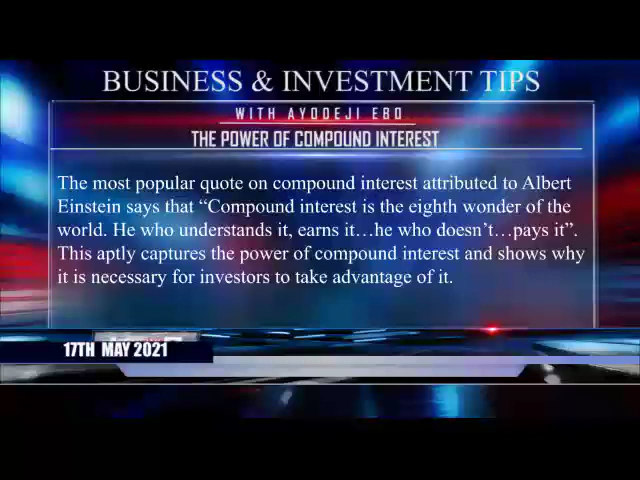 BUSINESS & INVESTMENT TIPS
WITH AYODEJI EBO
THE POWER OF COMPOUND INTEREST
The most popular quote on compound interest attributed to Albert
Einstein says that “Compound interest is the eighth wonder of the
world. He who understands it, earns it…he who doesn’t…pays it”.
This aptly captures the power of compound interest and shows why
it is necessary for investors to take advantage of it.
17TH MAY 2021